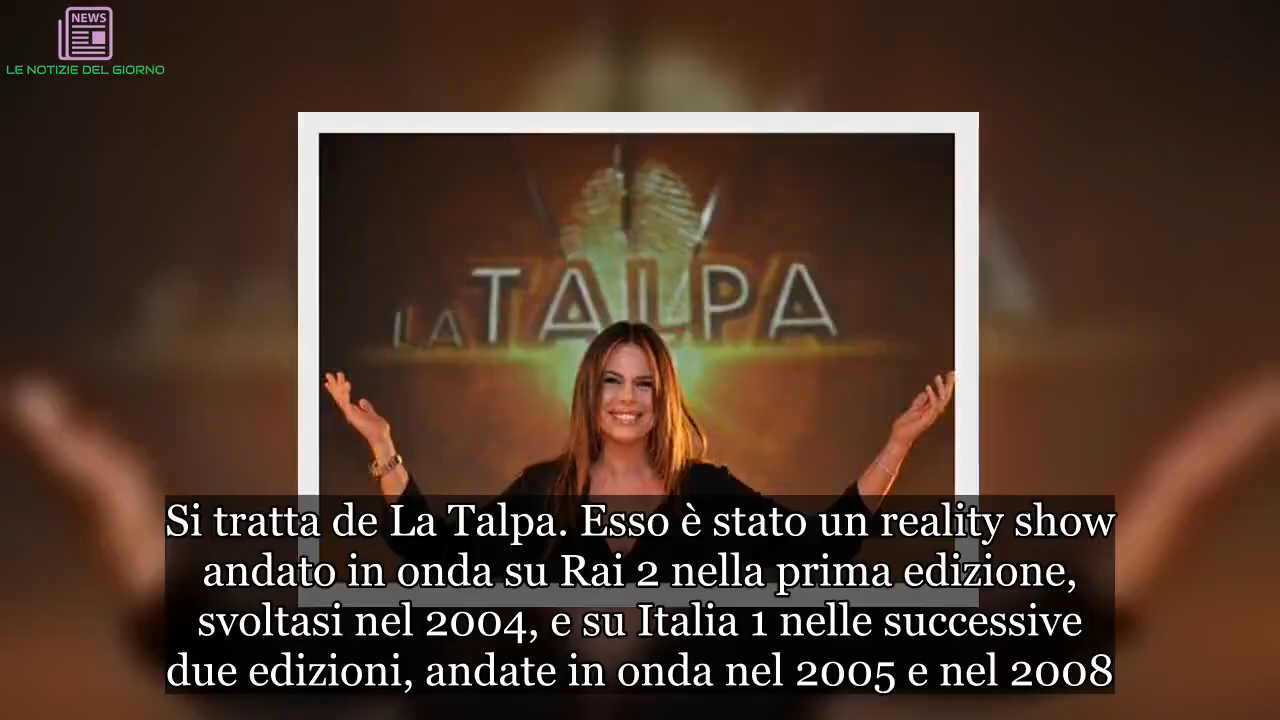 NEWS
LE NOTIZIE DEL GIORNO
LA TALPA
Si tratta de La Talpa. Esso è stato un reality show
andato in onda su Rai 2 nella prima edizione,
svoltasi nel 2004, e su Italia 1 nelle successive
due edizioni, andate in onda nel 2005 e nel 2008